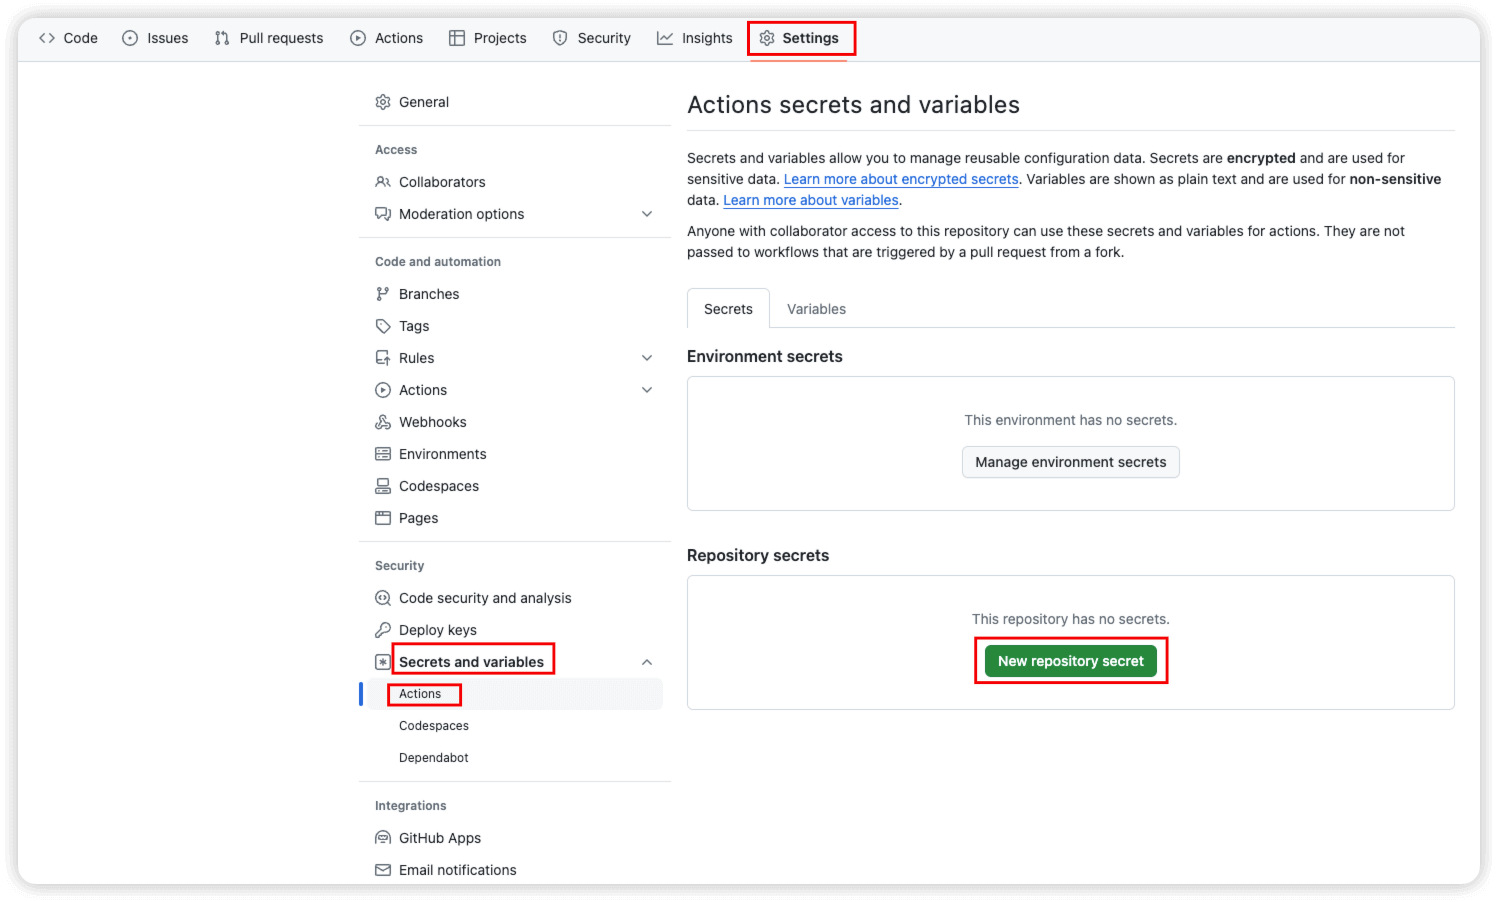 Code Issues Pull requests Actions Projects Security Insights Settings
General
Access
Collaborators
Moderation options
Code and automation
Branches
Tags
Rules
Actions
Webhooks
Environments
Codespaces
Pages
Security
Code security and analysis
Deploy keys
Secrets and variables
Actions
Codespaces
Dependabot
Integrations
GitHub Apps
Email notifications
Actions secrets and variables
Secrets and variables allow you to manage reusable configuration data. Secrets are encrypted and are used for
sensitive data. Learn more about encrypted secrets. Variables are shown as plain text and are used for non-sensitive
data. Learn more about variables.
Anyone with collaborator access to this repository can use these secrets and variables for actions. They are not
passed to workflows that are triggered by a pull request from a fork.
Secrets Variables
Environment secrets
This environment has no secrets.
Manage environment secrets
Repository secrets
This repository has no secrets.
New repository secret